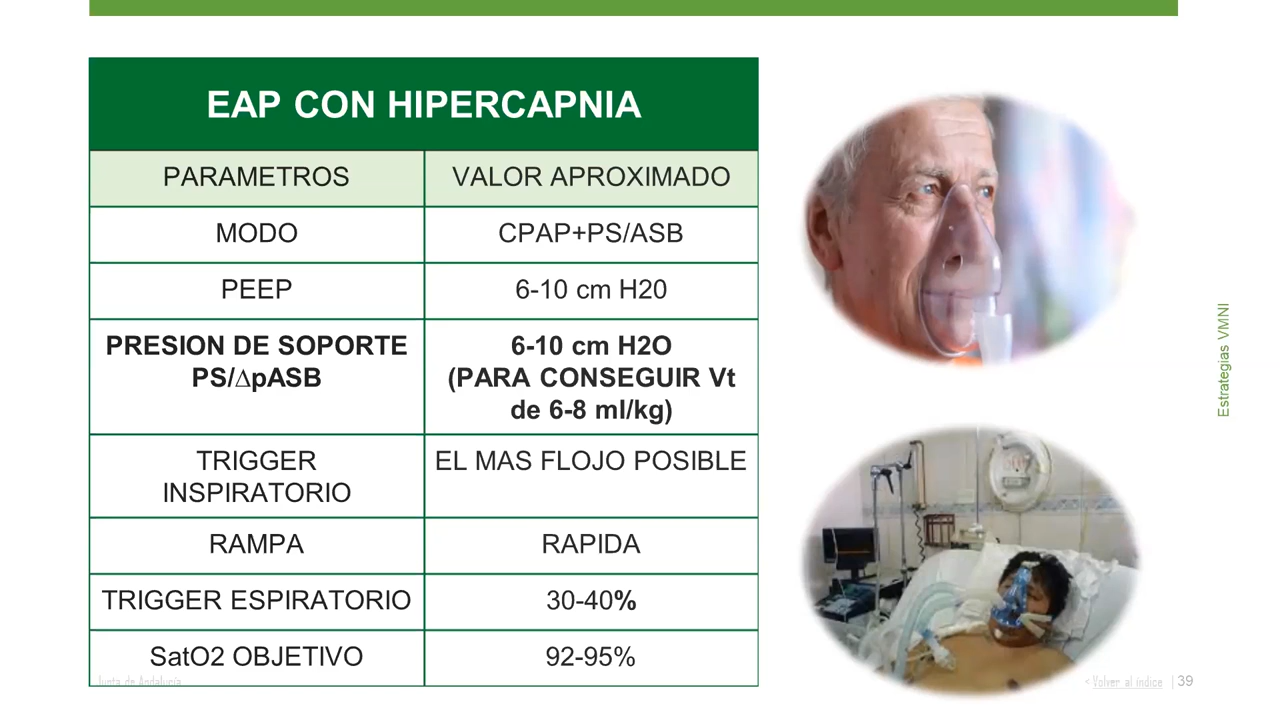 EAP CON HIPERCAPNIA
PARAMETROS VALOR APROXIMADO
MODO CPAP+PS/ASB
PEEP 6-10 cm H20
PRESION DE SOPORTE
PS/∆pASB
6-10 cm H2O
(PARA CONSEGUIR Vt
de 6-8 ml/kg)
TRIGGER
INSPIRATORIO
EL MAS FLOJO POSIBLE
RAMPA RAPIDA
TRIGGER ESPIRATORIO 30-40%
SatO2 OBJETIVO 92-95%
Estrategias VMNI
Junta de Andalucía
< Volver al índice | 39